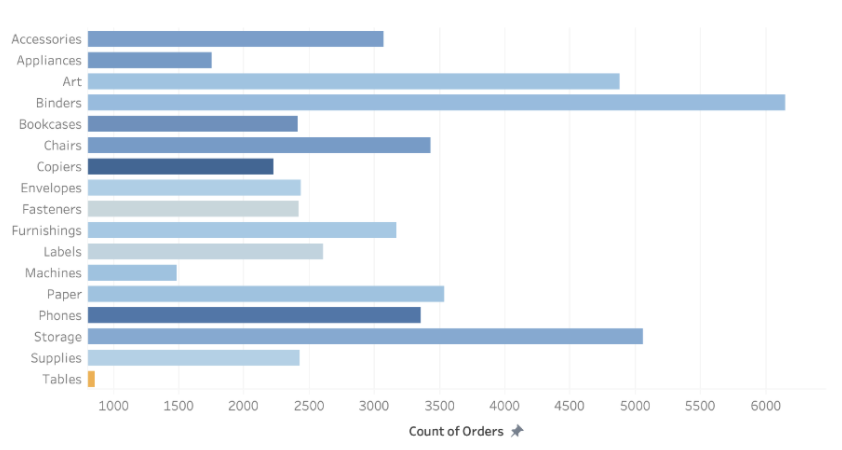 Accessories
Appliances
Art
Binders
Bookcases
Chairs
Copiers
Envelopes
Fasteners
Furnishings
Labels
Machines
Paper
Phones
Storage
Supplies
Tables
1000 1500 2000 2500 3000 3500 4000 4500 5000 5500 6000
Count of Orders